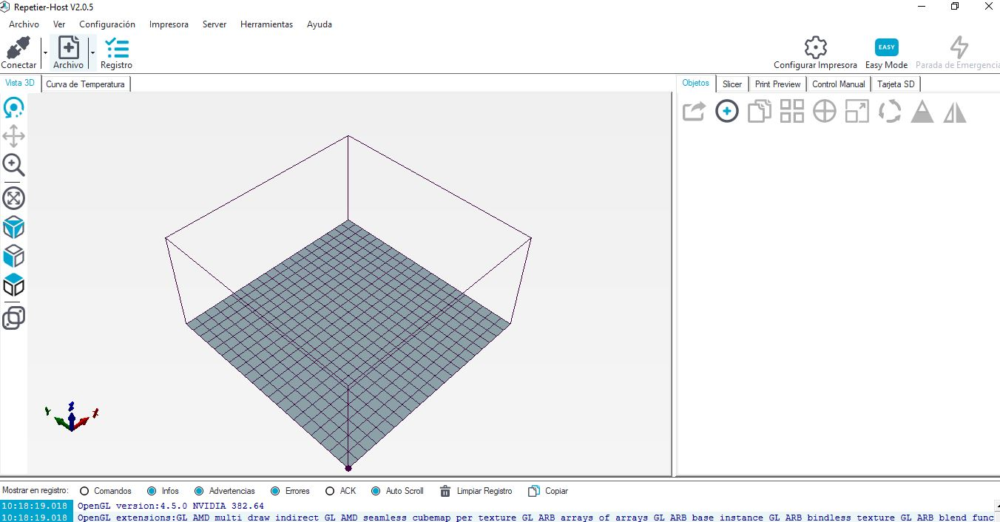 Repetier-Host V2.0.5
Archivo Ver Configuración Impresora Server Herramientas Ayuda
EASY
Conectar Archivo Registro Configurar Impresora Easy Mode Parada de Emergencia
Vista 3D Curva de Temperatura Objetos Slicer Print Preview Control Manual Tarjeta SD
Y Z X
Mostrar en registro: Comandos Infos Advertencias Errores ACK Auto Scroll Limpiar Registro Copiar
10:18:19.018 OpenGL version:4.5.0 NVIDIA 382.64
10:18:19.018 OpenGL extensions:GL AMD multi draw indirect GL AMD seamless cubemap per texture GL ARB arrays of arrays GL ARB base instance GL ARB bindless texture GL ARB blend func